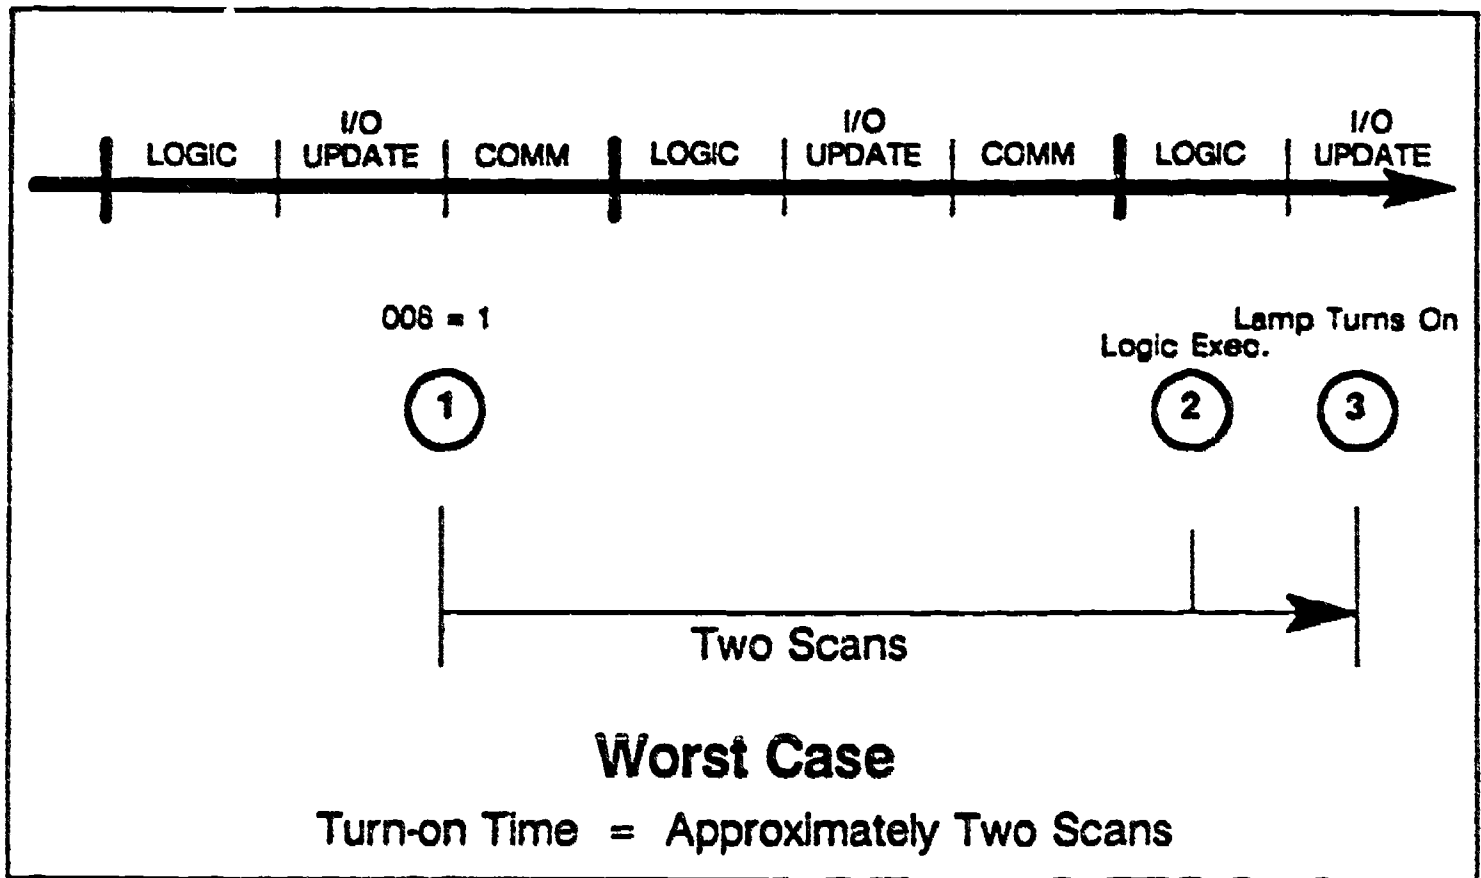 LOGIC I/O UPDATE COMM LOGIC I/O UPDATE COMM LOGIC I/O UPDATE
008 = 1
Logic Exec.
Lamp Turns On
1 2 3
Two Scans
Worst Case
Turn-on Time = Approximately Two Scans